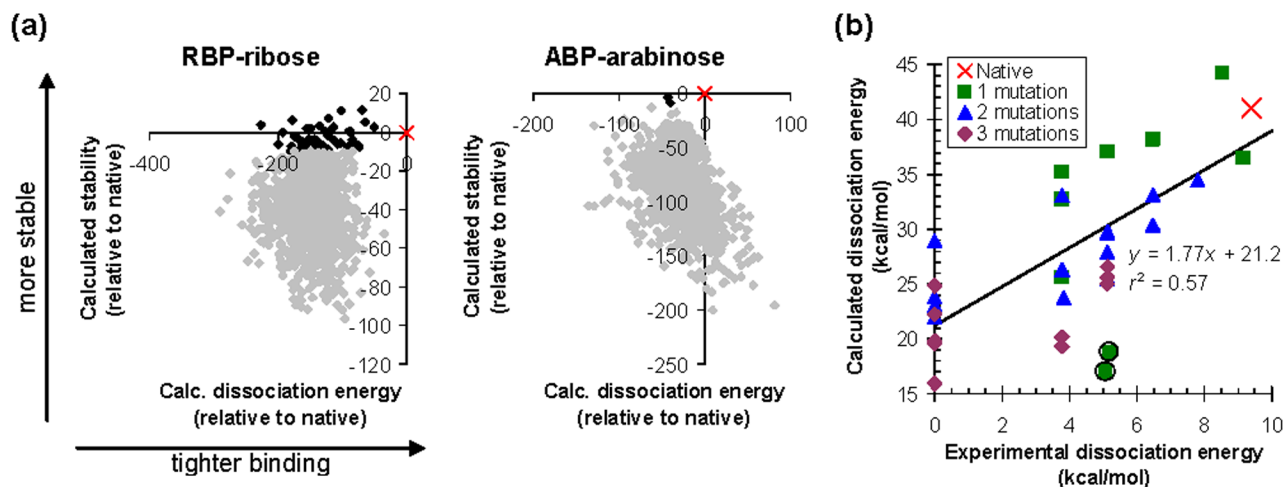 (a)
RBP-ribose
ABP-arabinose
more stable
Calculated stability
(relative to native)
20
0
-20
-40
-60
-80
-100
-120
-400
-200
0
Calc. dissociation energy
(relative to native)
tighter binding
Calculated stability
(relative to native)
0
-50
-100
-150
-200
-250
-200
-100
0
100
Calc. dissociation energy
(relative to native)
(b)
Native
1 mutation
2 mutations
3 mutations
Calculated dissociation energy
(kcal/mol)
45
40
35
30
25
20
15
y = 1.77x + 21.2
r² = 0.57
0 2 4 6 8 10
Experimental dissociation energy
(kcal/mol)